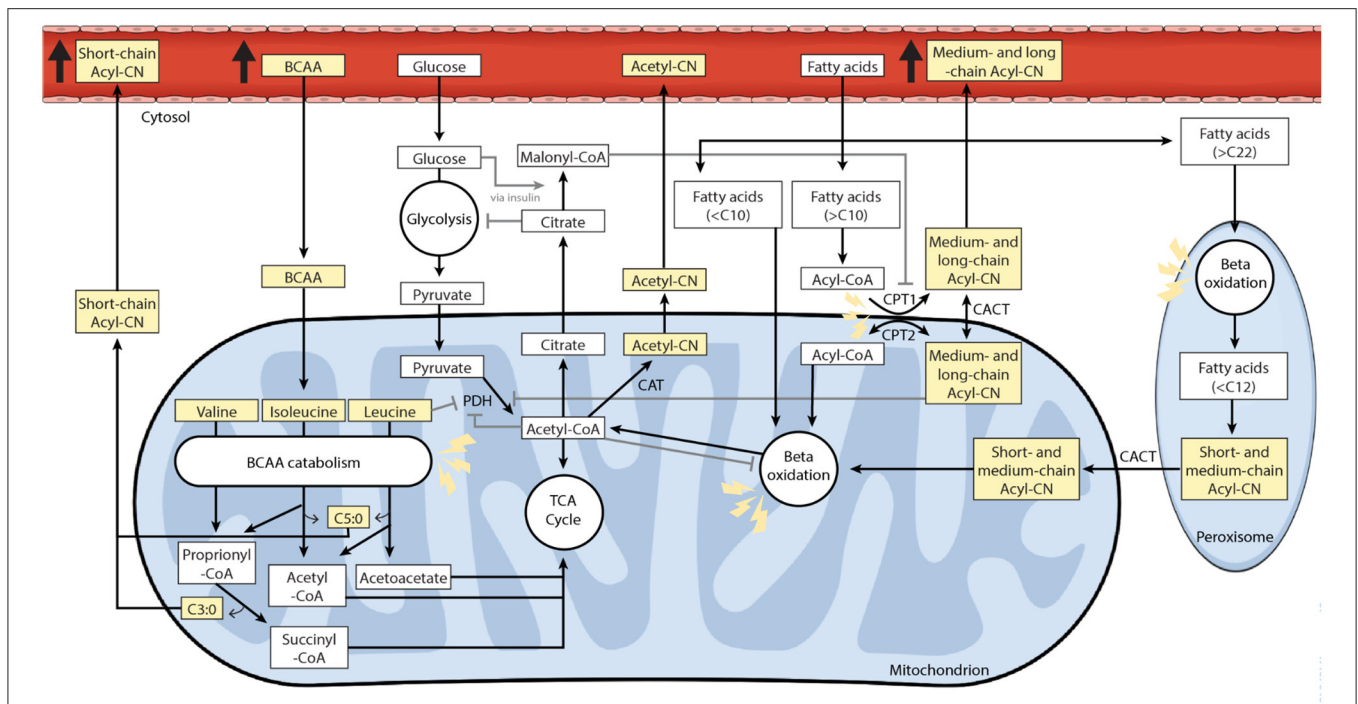 Short-chain
Acyl-CN
BCAA
Glucose
Acetyl-CN
Fatty acids
Medium- and long
-chain Acyl-CN
Cytosol
Glucose
via insulin
Malonyl-CoA
Fatty acids
(>C22)
Glycolysis
Citrate
Fatty acids
(<C10)
Fatty acids
(>C10)
Medium- and
long-chain
Acyl-CN
Beta
oxidation
BCAA
Acetyl-CN
Acyl-CoA
CPT1
CACT
Short-chain
Acyl-CN
Pyruvate
CPT2
Citrate
Acetyl-CN
Acyl-CoA
Medium- and
long-chain
Acyl-CN
Fatty acids
(<C12)
Pyruvate
CAT
Valine
Isoleucine
Leucine
PDH
Acetyl-CoA
BCAA catabolism
Beta
oxidation
Short- and
medium-chain
Acyl-CN
CACT
Short- and
medium-chain
Acyl-CN
TCA
Cycle
C5:0
Proprionyl
-CoA
Acetyl
-CoA
Acetoacetate
Peroxisome
C3:0
Succinyl
-CoA
Mitochondrion